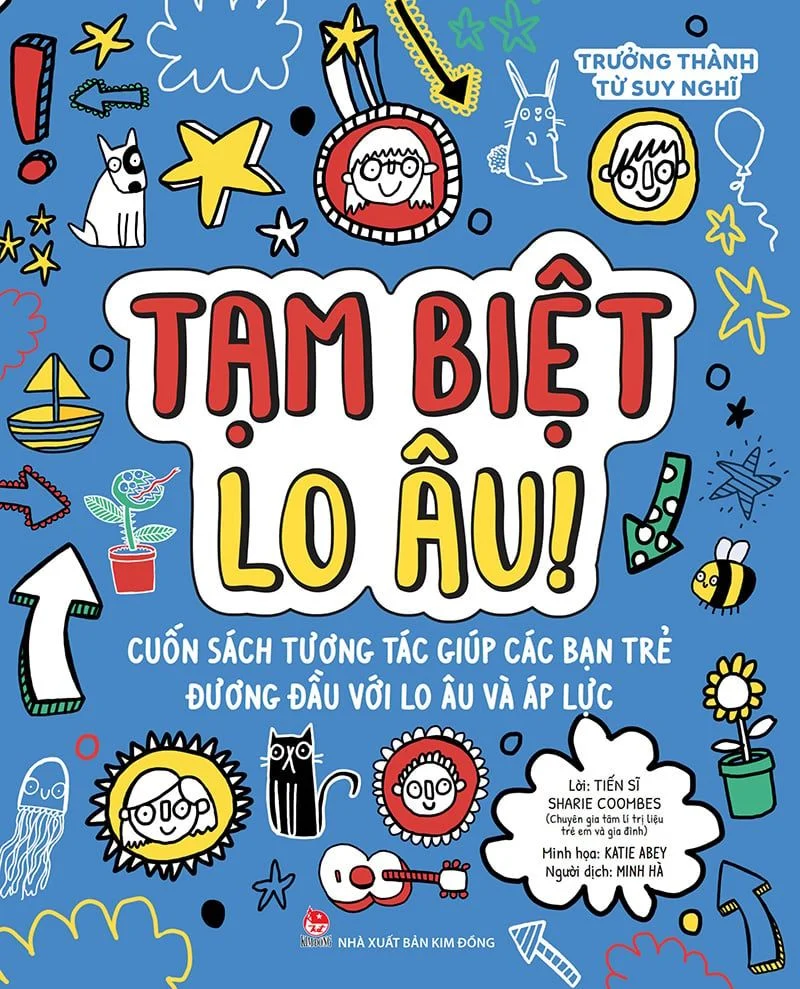 TRƯỞNG THÀNH
TỪ SUY NGHĨ
TẠM BIỆT
LO ÂU!
CUỐN SÁCH TƯƠNG TÁC GIÚP CÁC BẠN TRẺ
ĐƯƠNG ĐẦU VỚI LO ÂU VÀ ÁP LỰC
Lời: TIẾN SĨ
SHARIE COOMBES
(Chuyên gia tâm lí trị liệu
trẻ em và gia đình)
Minh họa: KATIE ABEY
Người dịch: MINH HÀ
KIM ĐỒNG
NHÀ XUẤT BẢN KIM ĐỒNG